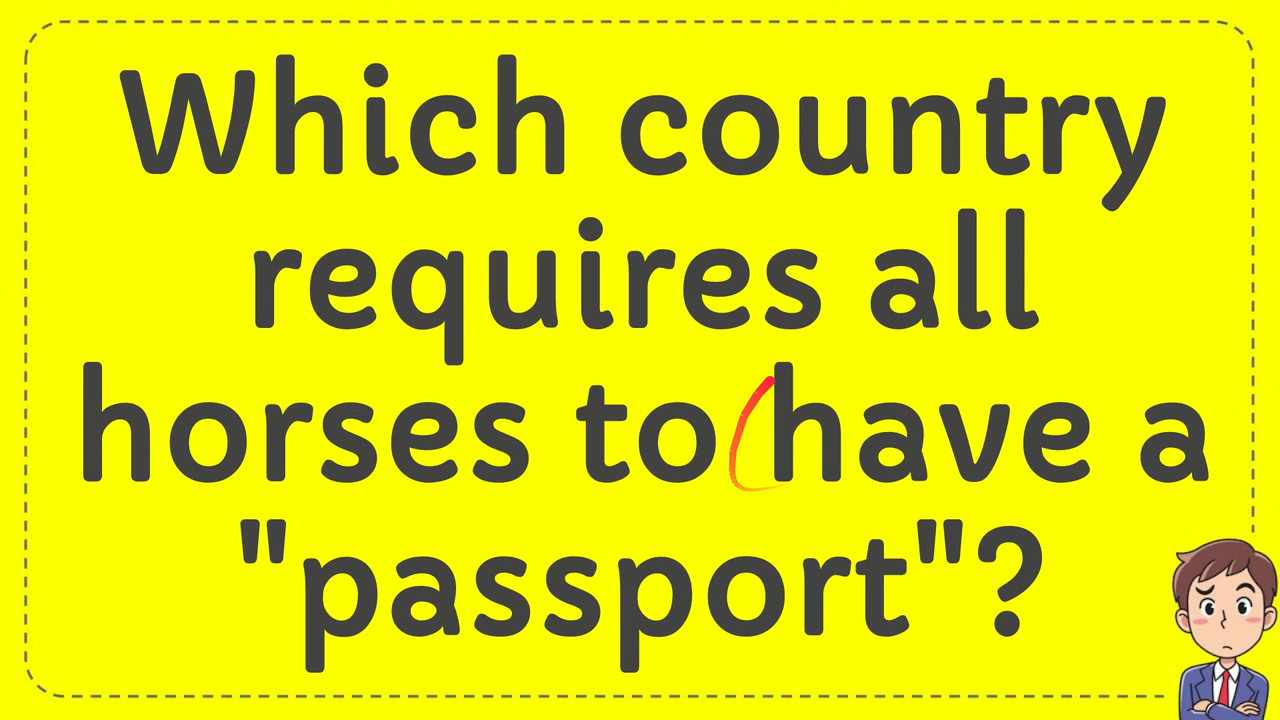 Which country
requires all
horses to have a
"passport"?